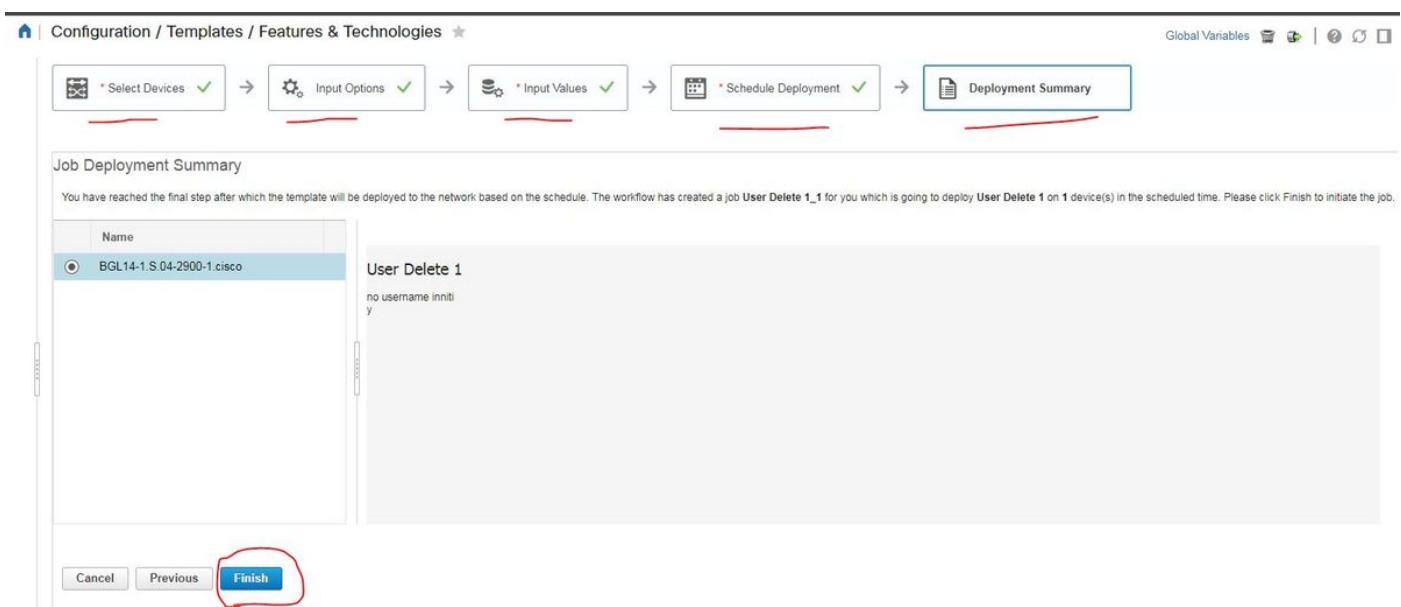 Configuration / Templates / Features & Technologies
Global Variables
* Select Devices
Input Options
* Input Values
* Schedule Deployment
Deployment Summary
Job Deployment Summary
You have reached the final step after which the template will be deployed to the network based on the schedule. The workflow has created a job User Delete 1_1 for you which is going to deploy User Delete 1 on 1 device(s) in the scheduled time. Please click Finish to initiate the job.
Name
BGL14-1.S.04-2900-1.cisco
User Delete 1
no username inniti
y
Cancel
Previous
Finish